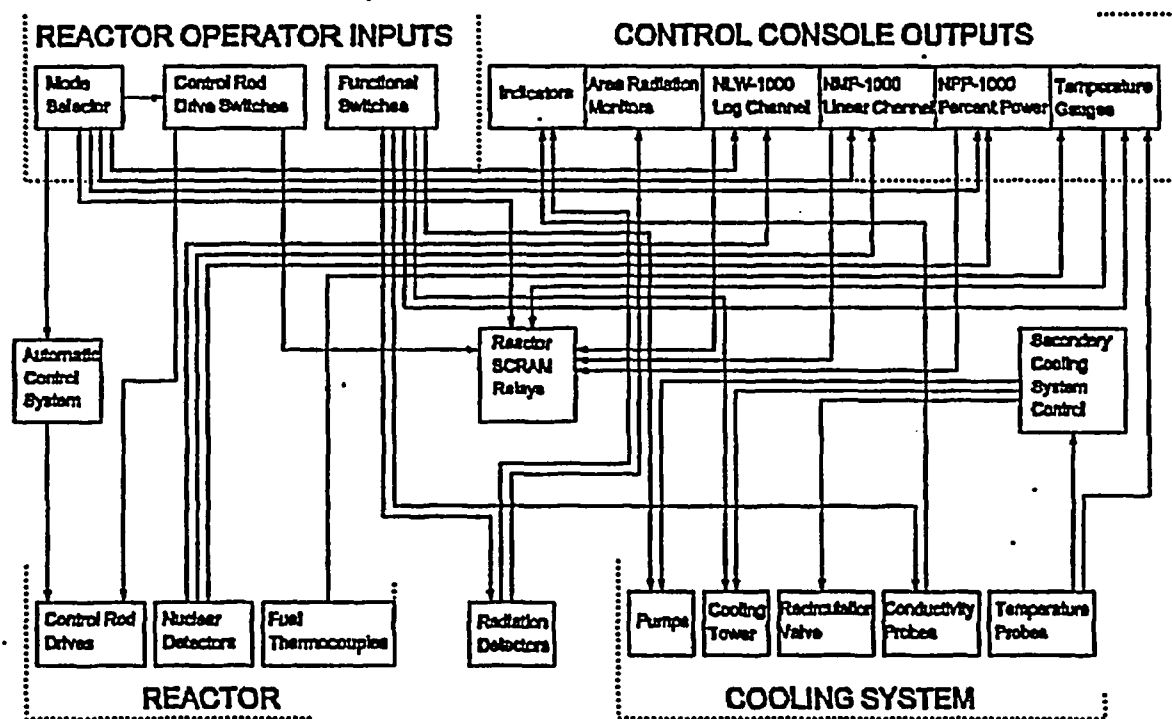 REACTOR OPERATOR INPUTS
CONTROL CONSOLE OUTPUTS
Mode
Selector
Control Rod
Drive Switches
Functional
Switches
Indicators
Area Radiation
Monitors
NLW-1000
Log Channel
NMP-1000
Linear Channel
NPP-1000
Percent Power
Temperature
Gauges
Automatic
Control
System
Reactor
SCRAM
Relays
Secondary
Cooling
System
Control
Control Rod
Drives
Nuclear
Detectors
Fuel
Thermocouples
Radiation
Detectors
Pumps
Cooling
Tower
Recirculation
Valve
Conductivity
Probes
Temperature
Probes
REACTOR
COOLING SYSTEM